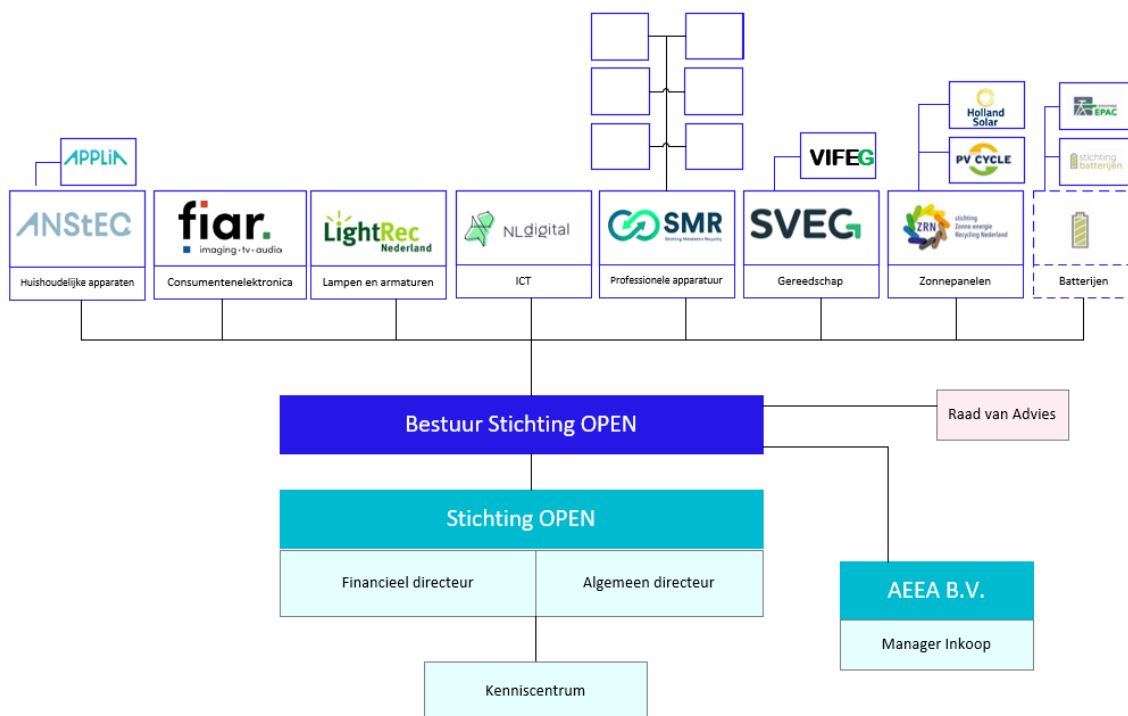 Holland
Solar
stichting
EPAC
APPLiA
VIFEG
PV CYCLE
stichting
batterijen
ANStEC
fiar.
imaging·tv·audio
LightRec
Nederland
NLdigital
SMR
Stichting Metalektro Recycling
SVEG
ZRN
stichting
Zonne-energie
Recycling Nederland
Huishoudelijke apparaten
Consumentenelektronica
Lampen en armaturen
ICT
Professionele apparatuur
Gereedschap
Zonnepanelen
Batterijen
Bestuur Stichting OPEN
Raad van Advies
Stichting OPEN
Financieel directeur
Algemeen directeur
AEEA B.V.
Manager Inkoop
Kenniscentrum